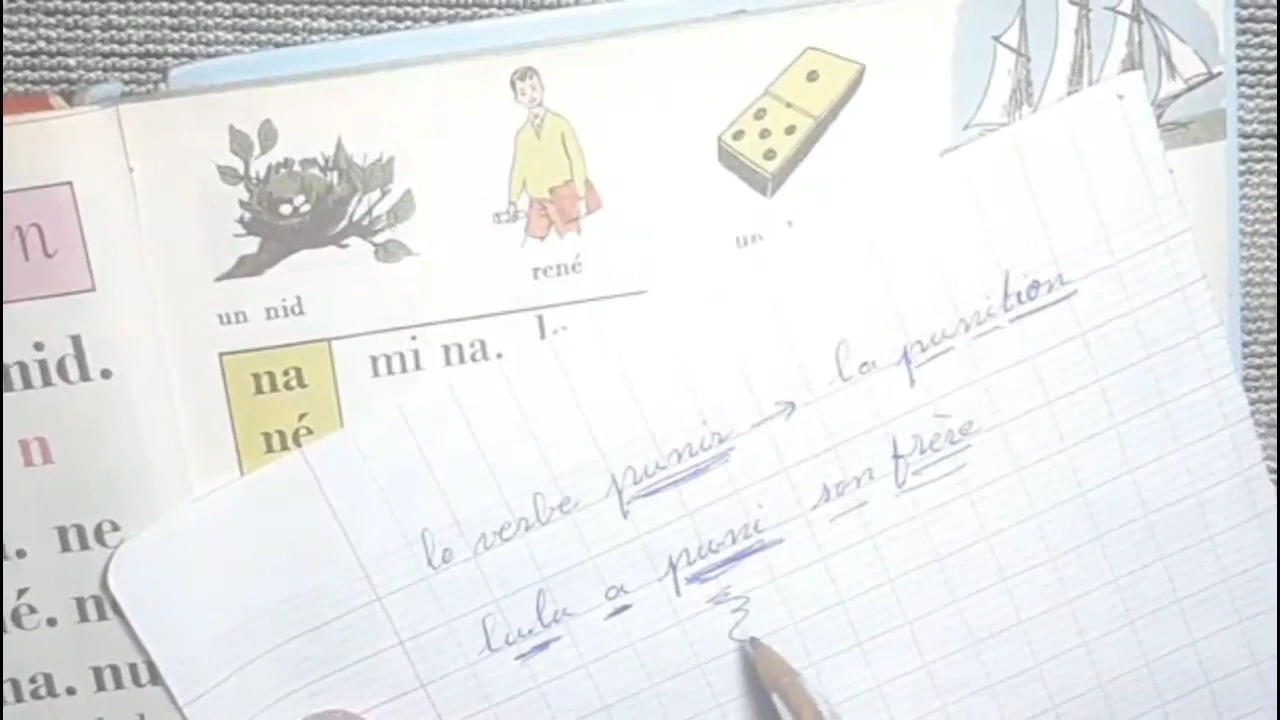 n
nid.
n
ne
né. n
na. nu
un nid
rené
un
na
né
mi na.
le verbe punir → la punition
lulu a puni son frère